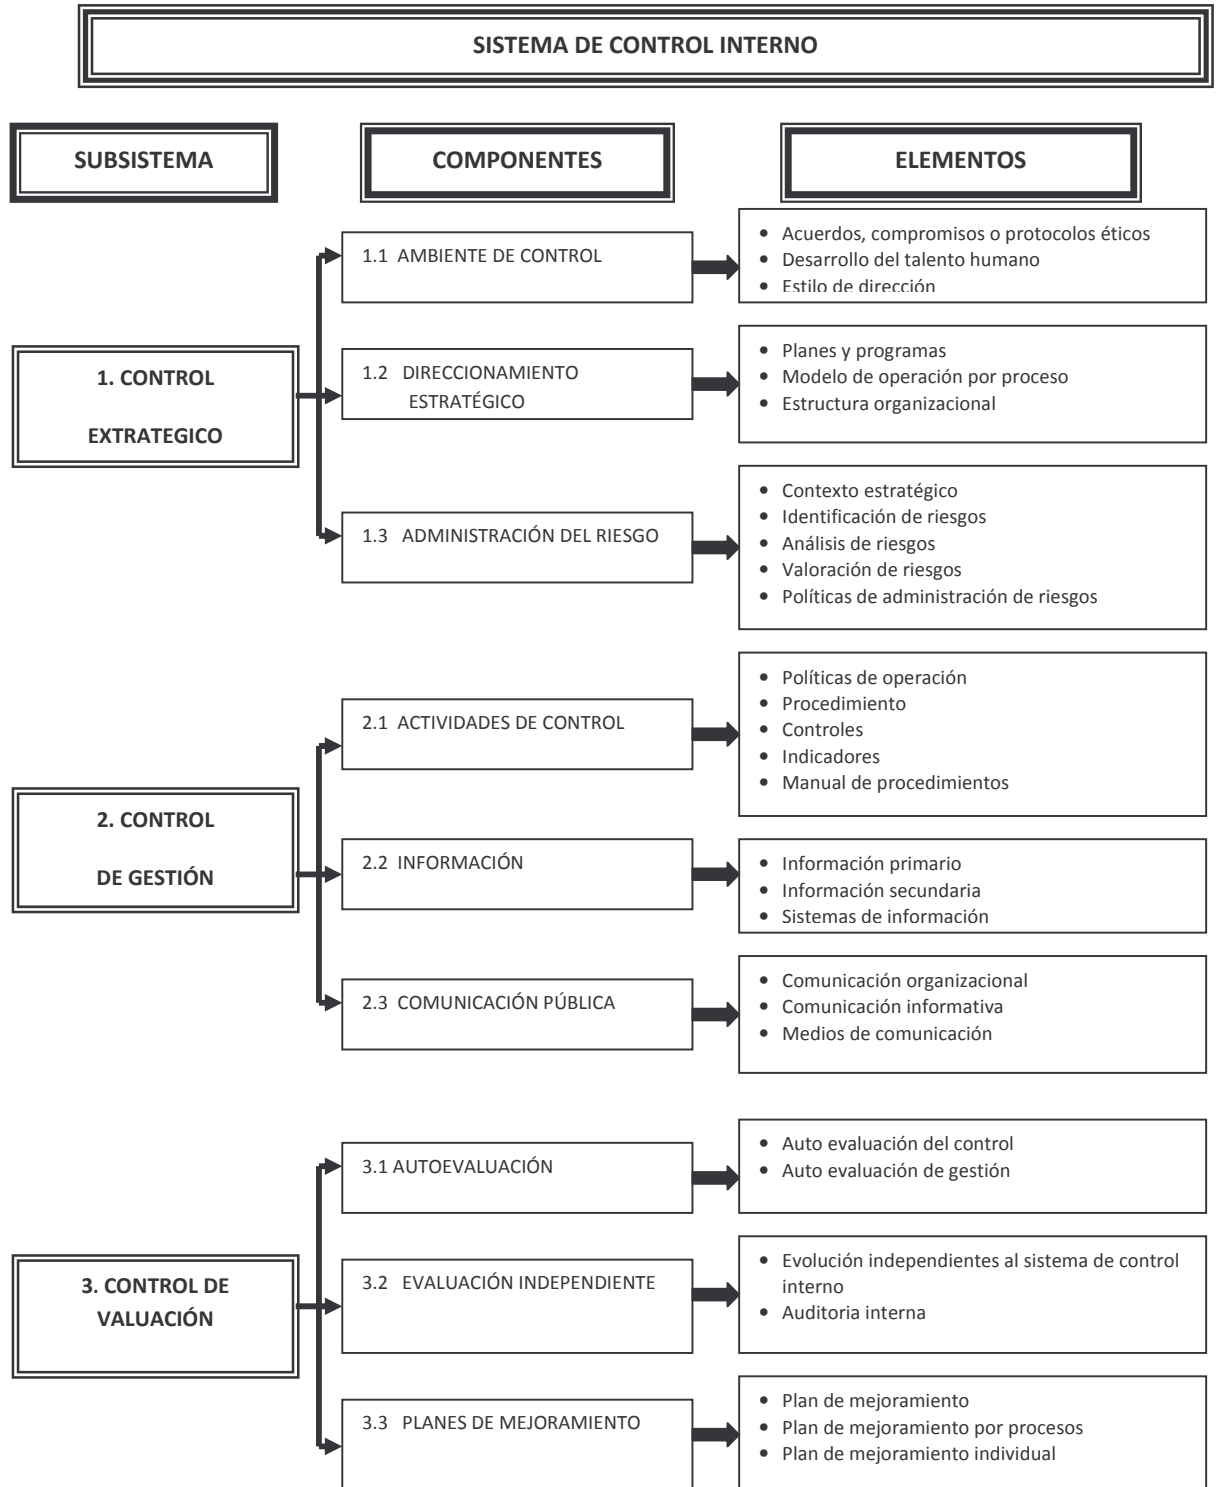 SISTEMA DE CONTROL INTERNO
SUBSISTEMA
COMPONENTES
ELEMENTOS
1. CONTROL
EXTRATEGICO
1.1 AMBIENTE DE CONTROL
• Acuerdos, compromisos o protocolos éticos
• Desarrollo del talento humano
• Estilo de dirección
1.2 DIRECCIONAMIENTO
ESTRATÉGICO
• Planes y programas
• Modelo de operación por proceso
• Estructura organizacional
1.3 ADMINISTRACIÓN DEL RIESGO
• Contexto estratégico
• Identificación de riesgos
• Análisis de riesgos
• Valoración de riesgos
• Políticas de administración de riesgos
2. CONTROL
DE GESTIÓN
2.1 ACTIVIDADES DE CONTROL
• Políticas de operación
• Procedimiento
• Controles
• Indicadores
• Manual de procedimientos
2.2 INFORMACIÓN
• Información primario
• Información secundaria
• Sistemas de información
2.3 COMUNICACIÓN PÚBLICA
• Comunicación organizacional
• Comunicación informativa
• Medios de comunicación
3. CONTROL DE
VALUACIÓN
3.1 AUTOEVALUACIÓN
• Auto evaluación del control
• Auto evaluación de gestión
3.2 EVALUACIÓN INDEPENDIENTE
• Evolución independientes al sistema de control
interno
• Auditoria interna
3.3 PLANES DE MEJORAMIENTO
• Plan de mejoramiento
• Plan de mejoramiento por procesos
• Plan de mejoramiento individual